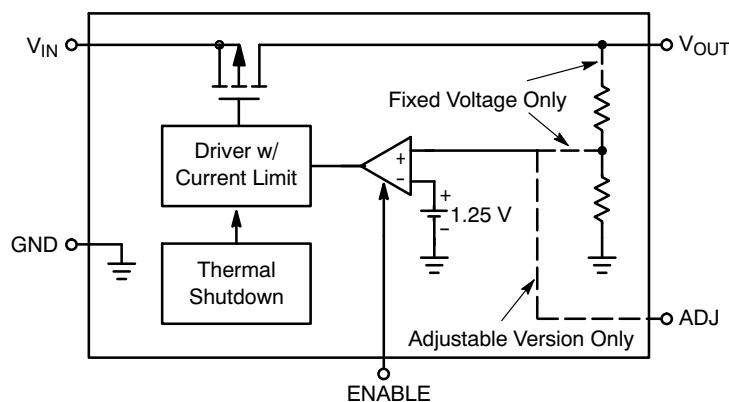 VIN
VOUT
Fixed Voltage Only
Driver w/
Current Limit
+
−
+
1.25 V
−
GND
Thermal
Shutdown
ADJ
Adjustable Version Only
ENABLE